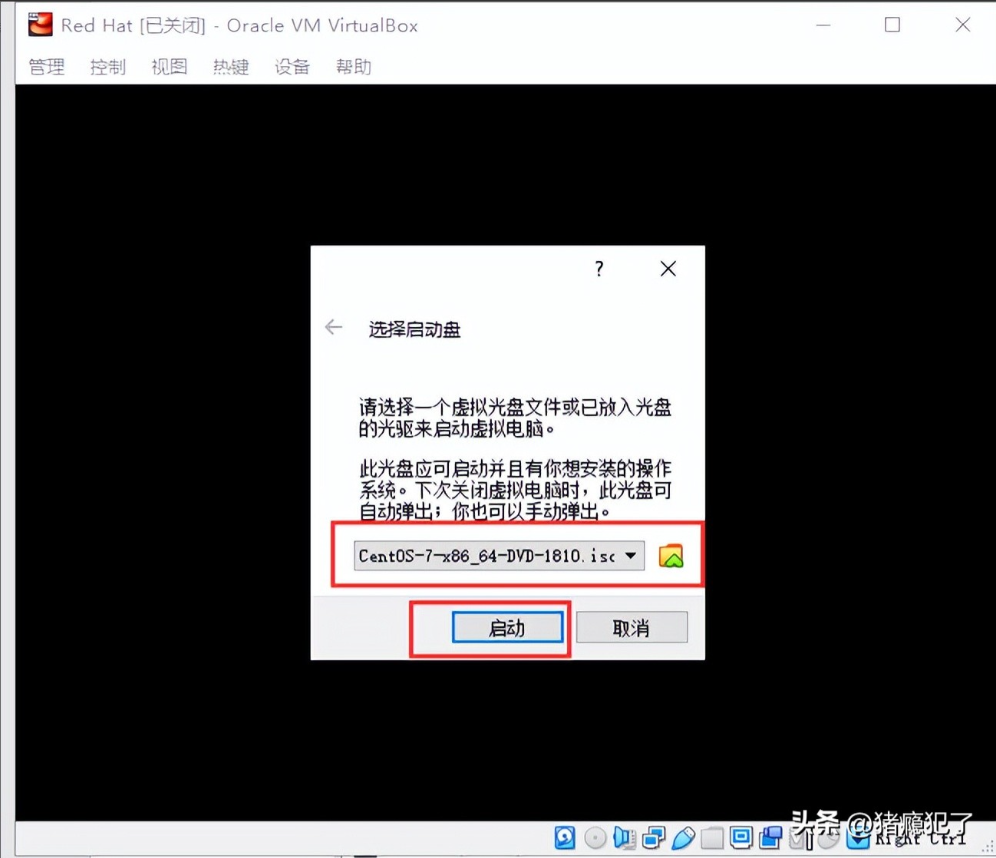 Red Hat [已关闭] - Oracle VM VirtualBox
管理 控制 视图 热键 设备 帮助
?
选择启动盘
请选择一个虚拟光盘文件或已放入光盘
的光驱来启动虚拟电脑。
此光盘应可启动并且有你想安装的操作
系统。下次关闭虚拟电脑时，此光盘可
自动弹出；你也可以手动弹出。
CentOS-7-x86_64-DVD-1810.isc
启动 取消
头条 @猪瘾犯了
Right Ctrl